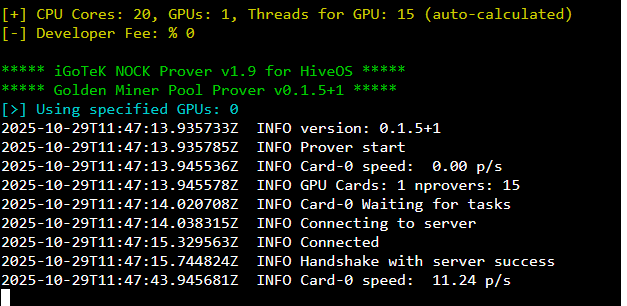 [+] CPU Cores: 20, GPUs: 1, Threads for GPU: 15 (auto-calculated)
[-] Developer Fee: % 0
***** iGoTeK NOCK Prover v1.9 for HiveOS *****
***** Golden Miner Pool Prover v0.1.5+1 *****
[>] Using specified GPUs: 0
2025-10-29T11:47:13.935733Z  INFO version: 0.1.5+1
2025-10-29T11:47:13.935785Z  INFO Prover start
2025-10-29T11:47:13.945536Z  INFO Card-0 speed:  0.00 p/s
2025-10-29T11:47:13.945578Z  INFO GPU Cards: 1 nprovers: 15
2025-10-29T11:47:14.020708Z  INFO Card-0 Waiting for tasks
2025-10-29T11:47:14.038315Z  INFO Connecting to server
2025-10-29T11:47:15.329563Z  INFO Connected
2025-10-29T11:47:15.744824Z  INFO Handshake with server success
2025-10-29T11:47:43.945681Z  INFO Card-0 speed:  11.24 p/s